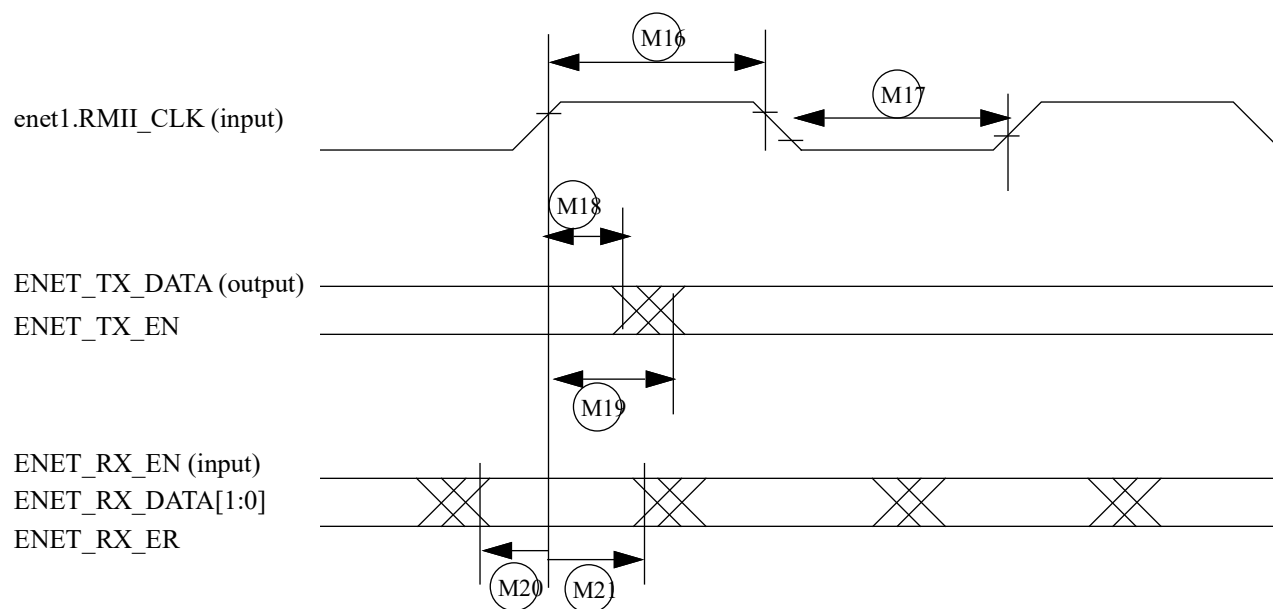 M16
enet1.RMII_CLK (input)
M17
M18
ENET_TX_DATA (output)
ENET_TX_EN
M19
ENET_RX_EN (input)
ENET_RX_DATA[1:0]
ENET_RX_ER
M20
M21